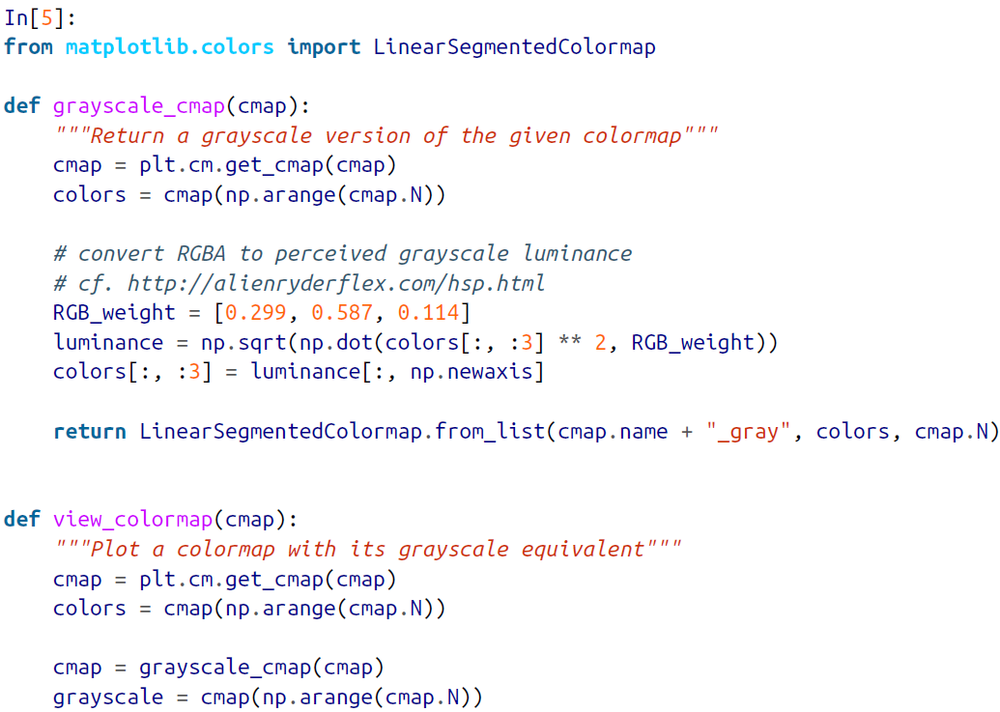 In[5]:
from matplotlib.colors import LinearSegmentedColormap
def grayscale_cmap(cmap):
    """Return a grayscale version of the given colormap"""
    cmap = plt.cm.get_cmap(cmap)
    colors = cmap(np.arange(cmap.N))
    # convert RGBA to perceived grayscale luminance
    # cf. http://alienryderflex.com/hsp.html
    RGB_weight = [0.299, 0.587, 0.114]
    luminance = np.sqrt(np.dot(colors[:, :3] ** 2, RGB_weight))
    colors[:, :3] = luminance[:, np.newaxis]
    return LinearSegmentedColormap.from_list(cmap.name + "_gray", colors, cmap.N)
def view_colormap(cmap):
    """Plot a colormap with its grayscale equivalent"""
    cmap = plt.cm.get_cmap(cmap)
    colors = cmap(np.arange(cmap.N))
    cmap = grayscale_cmap(cmap)
    grayscale = cmap(np.arange(cmap.N))